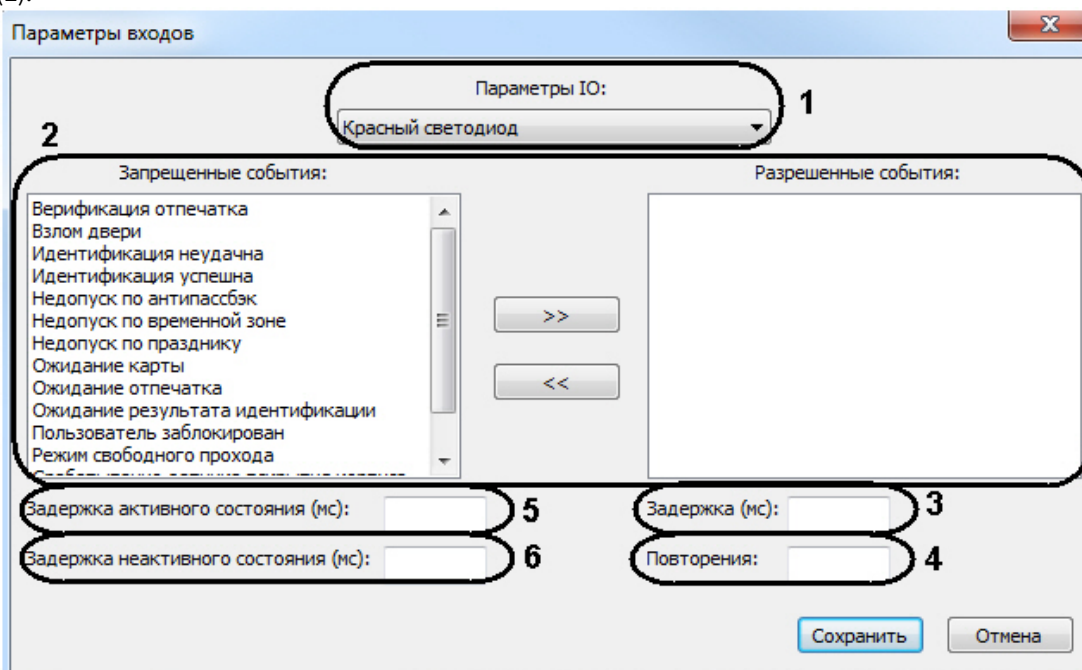 Параметры входов
Параметры IO:
1
Красный светодиод
2
Запрещенные события:
Разрешенные события:
Верификация отпечатка
Взлом двери
Идентификация неудачна
Идентификация успешна
Недопуск по антипассбэк
Недопуск по временной зоне
Недопуск по празднику
Ожидание карты
Ожидание отпечатка
Ожидание результата идентификации
Пользователь заблокирован
Режим свободного прохода
>>
<<
Задержка активного состояния (мс):
5
Задержка (мс):
3
Задержка неактивного состояния (мс):
6
Повторения:
4
Сохранить
Отмена